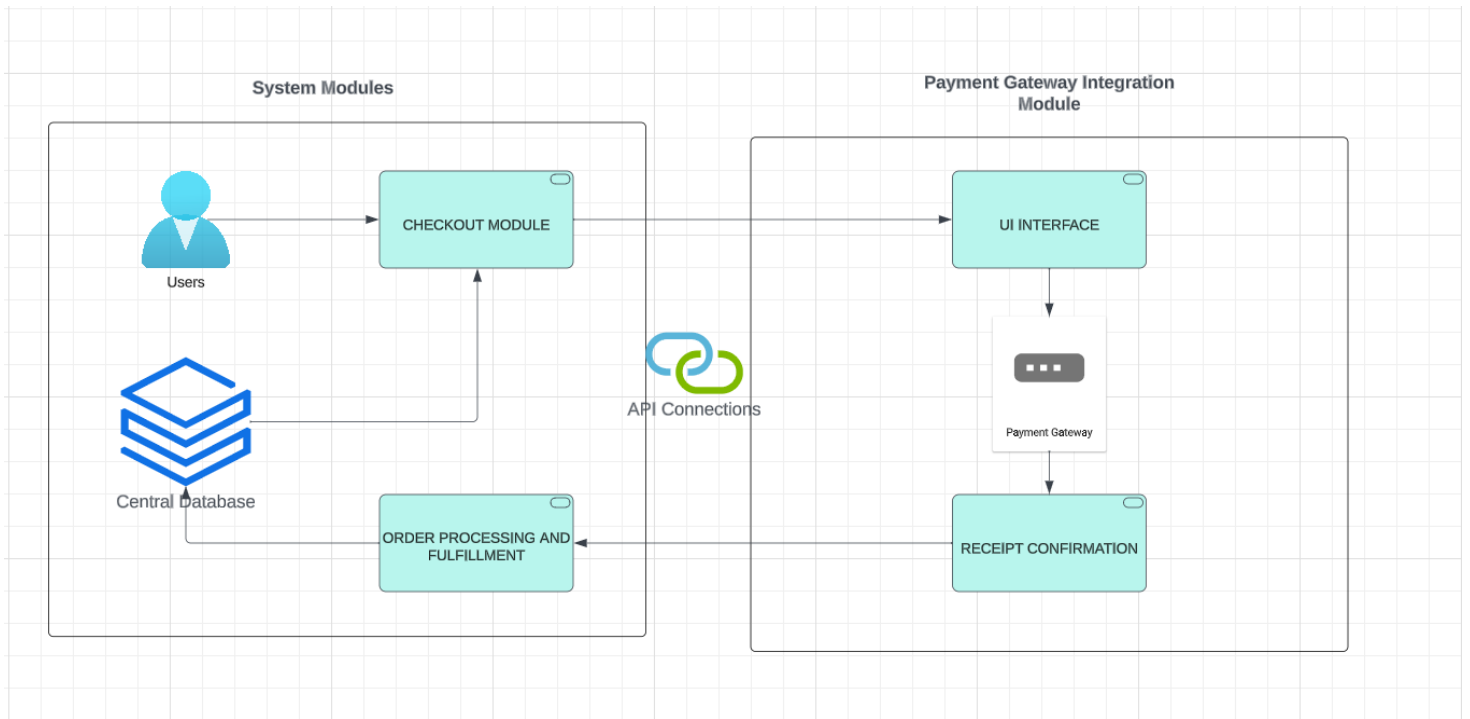 System Modules
Payment Gateway Integration
Module
CHECKOUT MODULE
UI INTERFACE
Users
API Connections
Payment Gateway
Central Database
ORDER PROCESSING AND
FULFILLMENT
RECEIPT CONFIRMATION